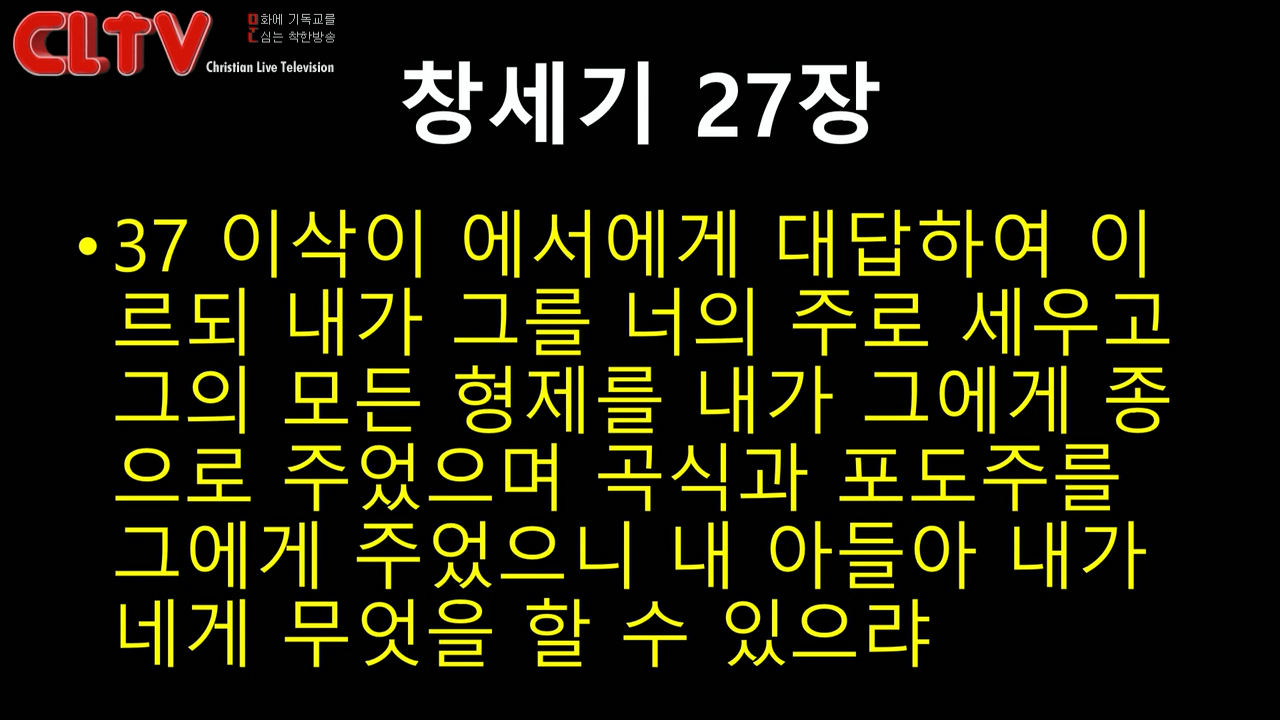 CLTV
문화에 기독교를
심는 착한방송
Christian Live Television
창세기 27장
• 37 이삭이 에서에게 대답하여 이
르되 내가 그를 너의 주로 세우고
그의 모든 형제를 내가 그에게 종
으로 주었으며 곡식과 포도주를
그에게 주었으니 내 아들아 내가
네게 무엇을 할 수 있으랴